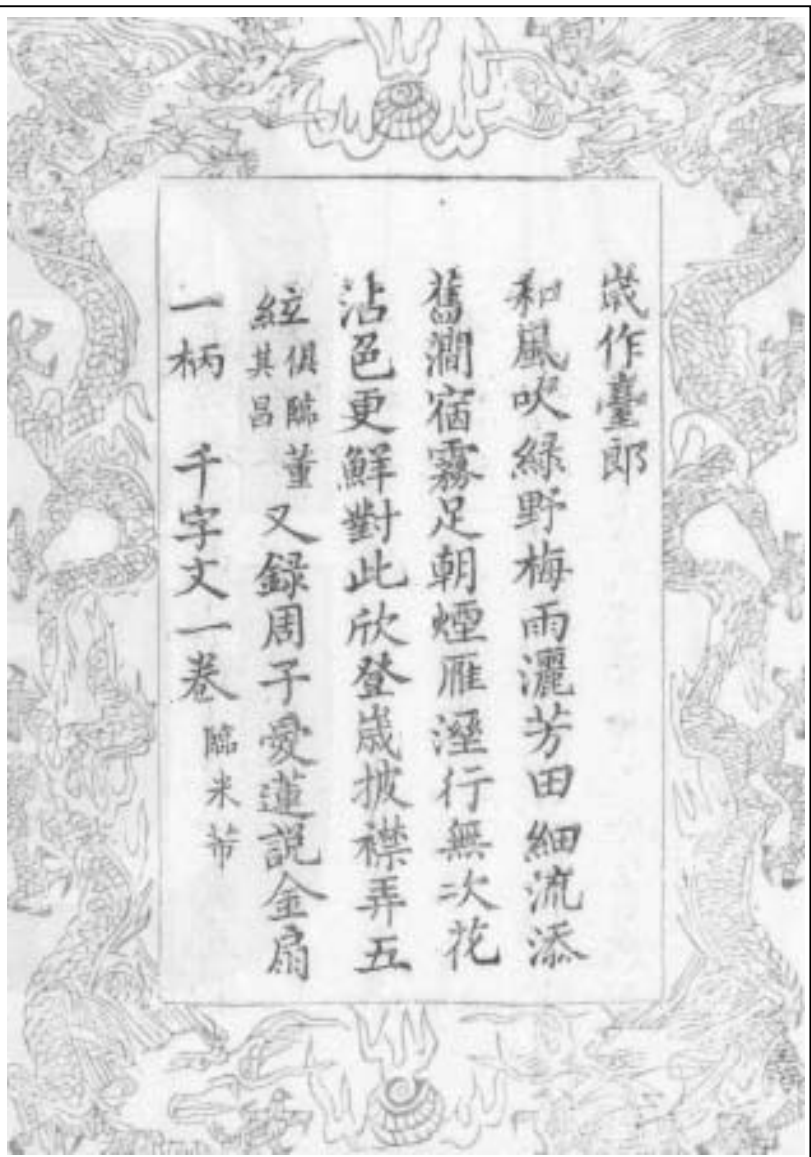 歲作臺郎
和風吹綠野梅雨灑芳田細流添
舊澗宿霧足朝煙雁溼行無次花
沾色更鮮對此欣登歲披襟弄五
絃俱臨董其昌又錄周子愛蓮說金扇
一柄 千字文一卷臨米芾